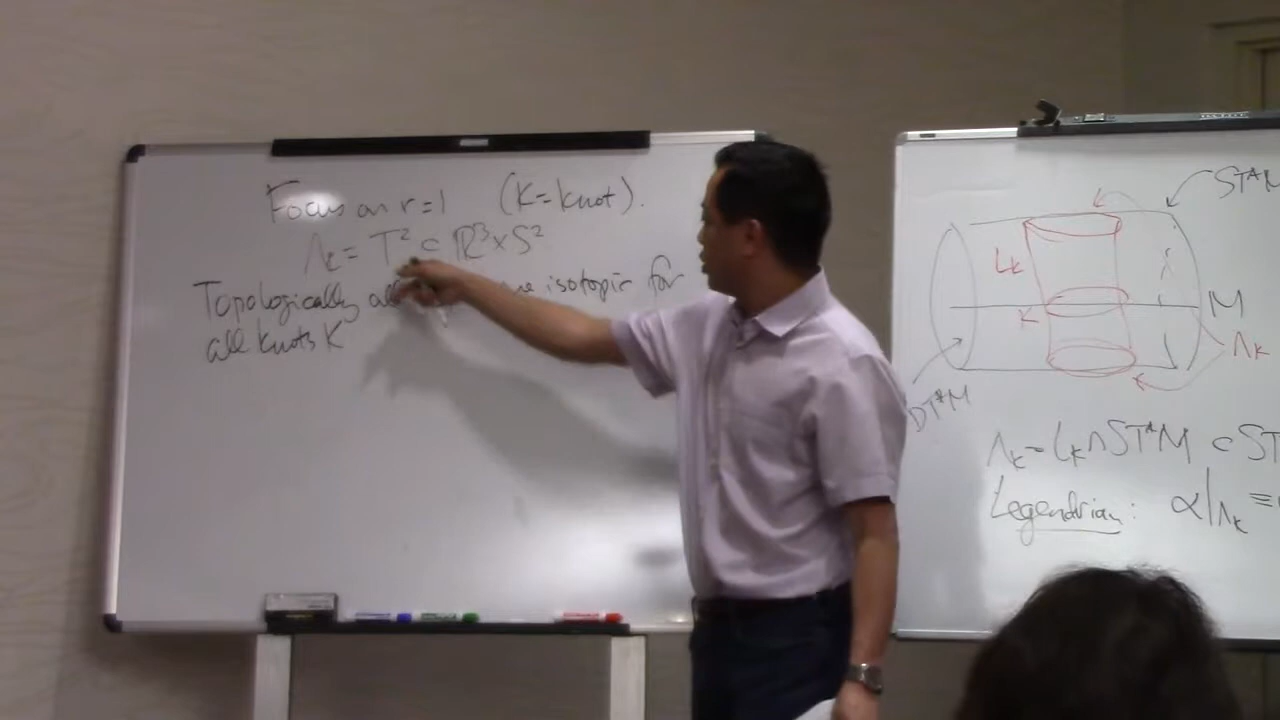 Focus on r=1 (K=knot).
Λ_K = T² ⊂ ℝ³×S²
Topologically all isotopic for
all knots K
ST*M
L_K
K
M
Λ_K
DT*M
Λ_K = L_K ∩ ST*M ⊂ ST
Legendrian: α|Λ_K ≡